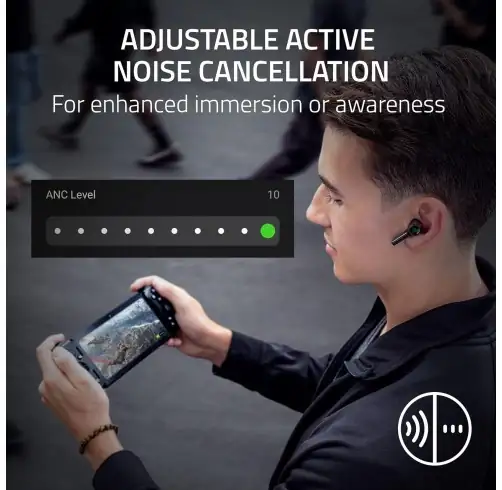 ADJUSTABLE ACTIVE
NOISE CANCELLATION
For enhanced immersion or awareness
ANC Level 10